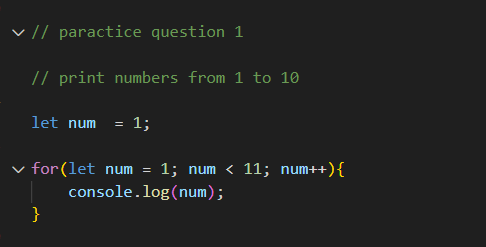 // paractice question 1
// print numbers from 1 to 10
let num  = 1;
for(let num = 1; num < 11; num++){
    console.log(num);
}